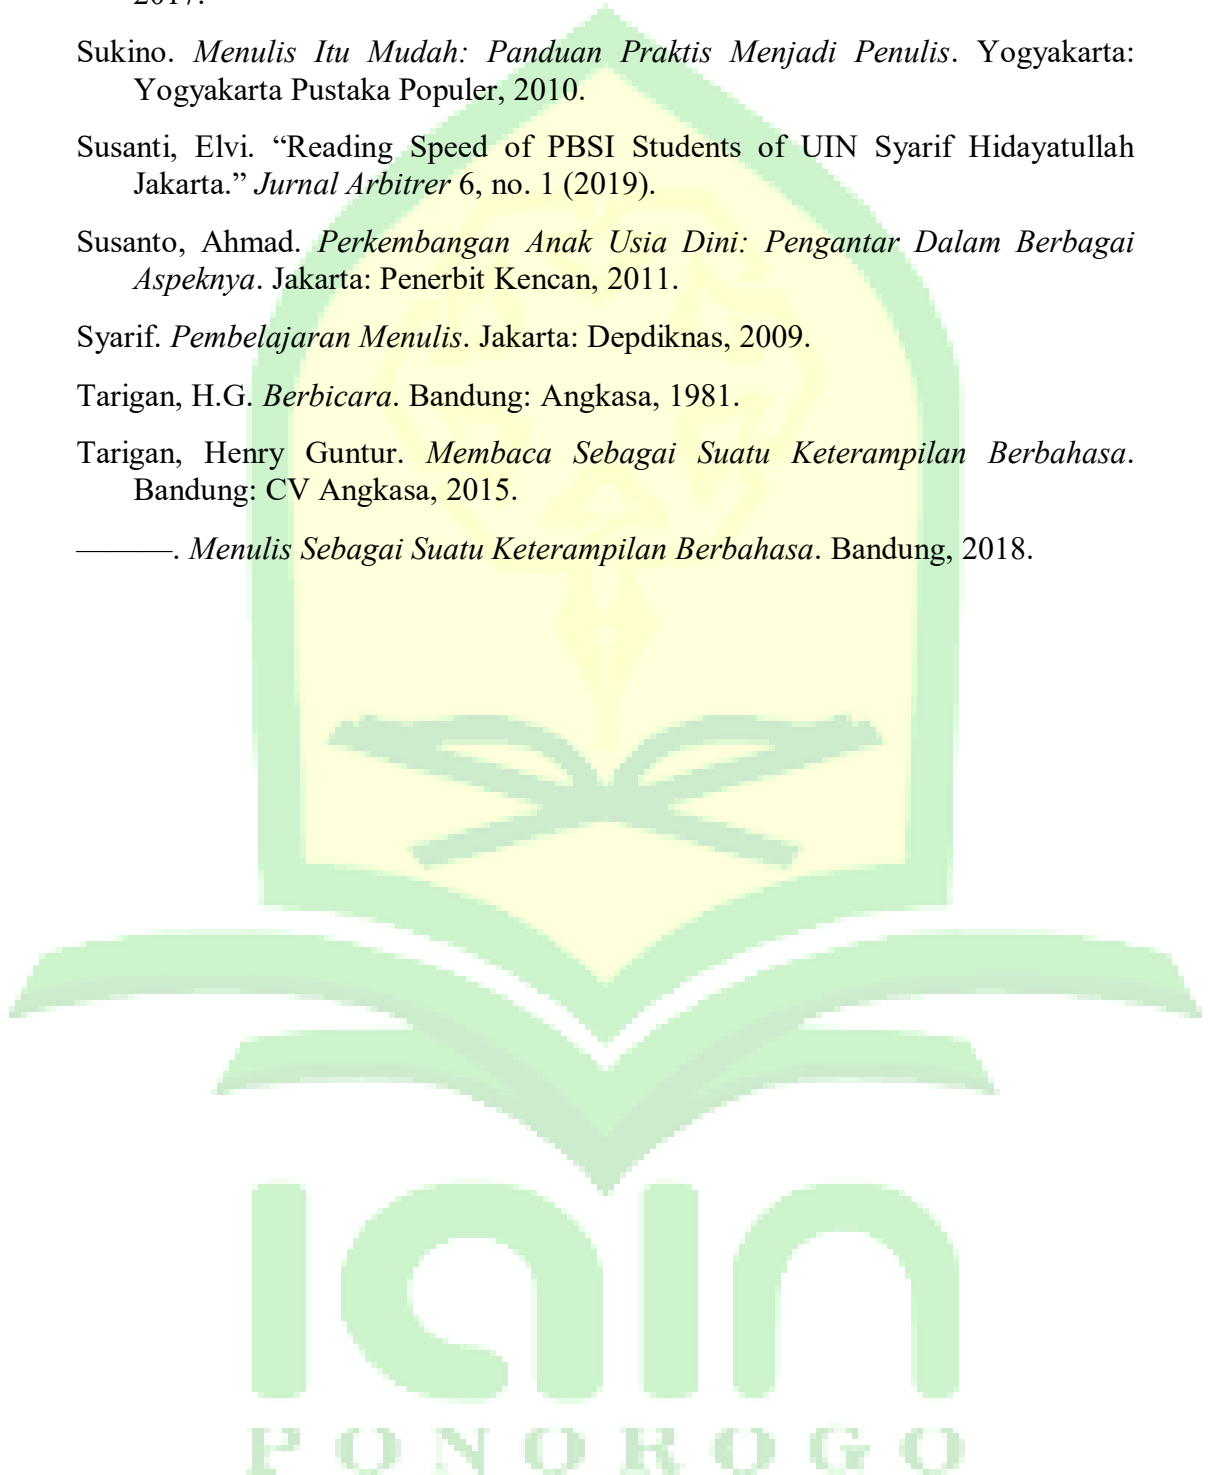 2017.
Sukino. Menulis Itu Mudah: Panduan Praktis Menjadi Penulis. Yogyakarta:
Yogyakarta Pustaka Populer, 2010.
Susanti, Elvi. “Reading Speed of PBSI Students of UIN Syarif Hidayatullah
Jakarta.” Jurnal Arbitrer 6, no. 1 (2019).
Susanto, Ahmad. Perkembangan Anak Usia Dini: Pengantar Dalam Berbagai
Aspeknya. Jakarta: Penerbit Kencan, 2011.
Syarif. Pembelajaran Menulis. Jakarta: Depdiknas, 2009.
Tarigan, H.G. Berbicara. Bandung: Angkasa, 1981.
Tarigan, Henry Guntur. Membaca Sebagai Suatu Keterampilan Berbahasa.
Bandung: CV Angkasa, 2015.
———. Menulis Sebagai Suatu Keterampilan Berbahasa. Bandung, 2018.
iain
PONOROGO